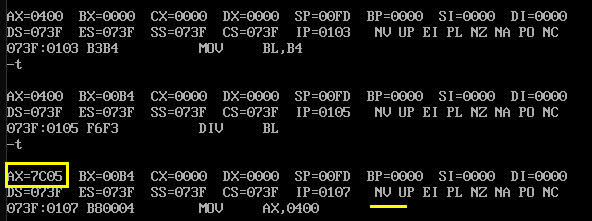 AX=0400 BX=0000 CX=0000 DX=0000 SP=00FD BP=0000 SI=0000 DI=0000
DS=073F ES=073F SS=073F CS=073F IP=0103 NV UP EI PL NZ NA PO NC
073F:0103 B3B4 MOV BL,B4
-t
AX=0400 BX=00B4 CX=0000 DX=0000 SP=00FD BP=0000 SI=0000 DI=0000
DS=073F ES=073F SS=073F CS=073F IP=0105 NV UP EI PL NZ NA PO NC
073F:0105 F6F3 DIV BL
-t
AX=7C05 BX=00B4 CX=0000 DX=0000 SP=00FD BP=0000 SI=0000 DI=0000
DS=073F ES=073F SS=073F CS=073F IP=0107 NV UP EI PL NZ NA PO NC
073F:0107 B80004 MOV AX,0400